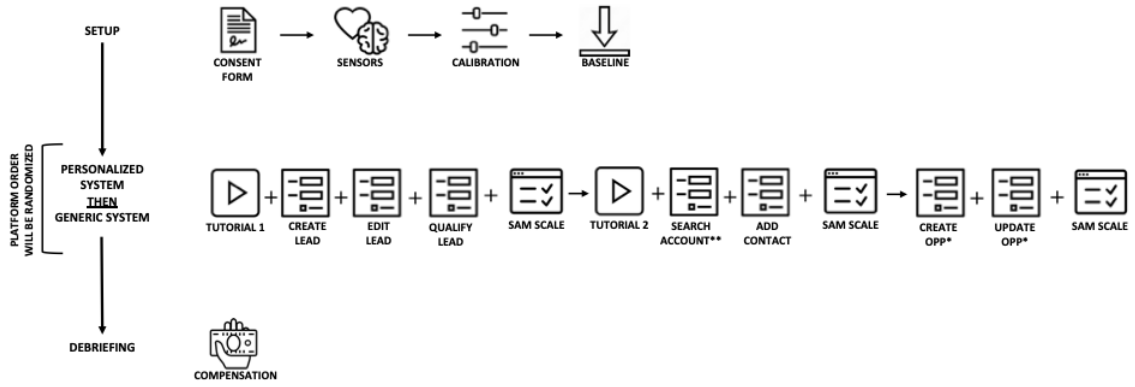 SETUP
CONSENT
FORM
SENSORS
CALIBRATION
BASELINE
PLATFORM ORDER
WILL BE RANDOMIZED
PERSONALIZED
SYSTEM
THEN
GENERIC SYSTEM
TUTORIAL 1
+
CREATE
LEAD
+
EDIT
LEAD
+
QUALIFY
LEAD
+
SAM SCALE
TUTORIAL 2
+
SEARCH
ACCOUNT**
+
ADD
CONTACT
+
SAM SCALE
CREATE
OPP*
+
UPDATE
OPP*
+
SAM SCALE
DEBRIEFING
COMPENSATION